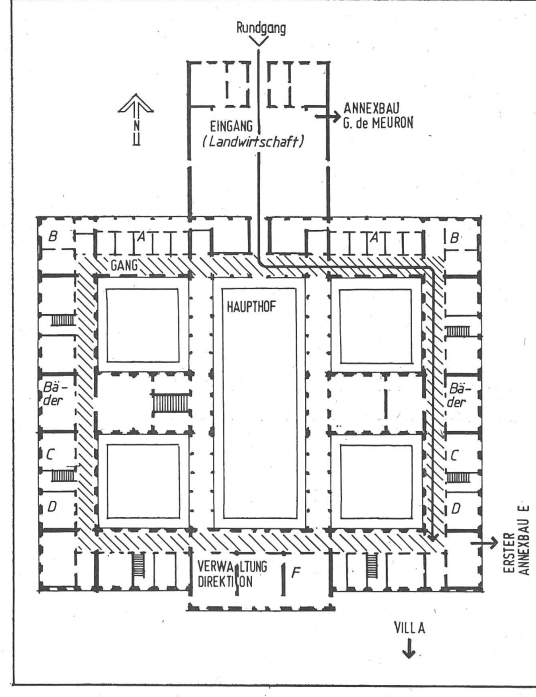 Rundgang
N
EINGANG
(Landwirtschaft)
ANNEXBAU
G. de MEURON
B
A
A
B
GANG
HAUPTHOF
Bä-
der
Bä-
der
C
C
D
D
ERSTER
ANNEXBAU E
VERWALTUNG
DIREKTION
F
VILLA